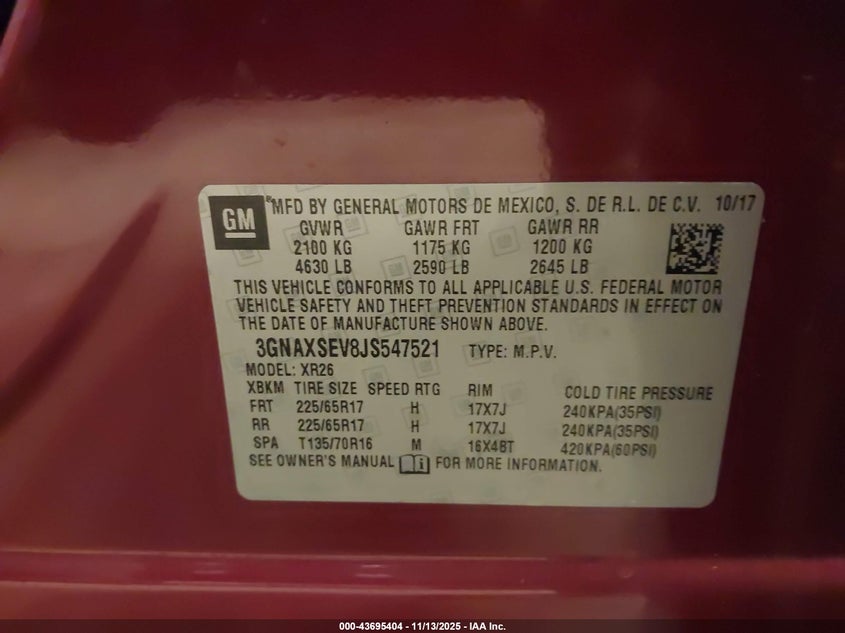 GM
MFD BY GENERAL MOTORS DE MEXICO, S. DE R.L. DE C.V. 10/17
GVWR GAWR FRT GAWR RR
2100 KG 1175 KG 1200 KG
4630 LB 2590 LB 2645 LB
THIS VEHICLE CONFORMS TO ALL APPLICABLE U.S. FEDERAL MOTOR
VEHICLE SAFETY AND THEFT PREVENTION STANDARDS IN EFFECT ON
THE DATE OF MANUFACTURE SHOWN ABOVE.
3GNAXSEV8JS547521 TYPE: M.P.V.
MODEL: XR26
XBKM TIRE SIZE SPEED RTG RIM COLD TIRE PRESSURE
FRT 225/65R17 H 17X7J 240KPA(35PSI)
RR 225/65R17 H 17X7J 240KPA(35PSI)
SPA T135/70R16 M 16X4BT 420KPA(60PSI)
SEE OWNER'S MANUAL FOR MORE INFORMATION.
000-43695404 - 11/13/2025 - IAA Inc.